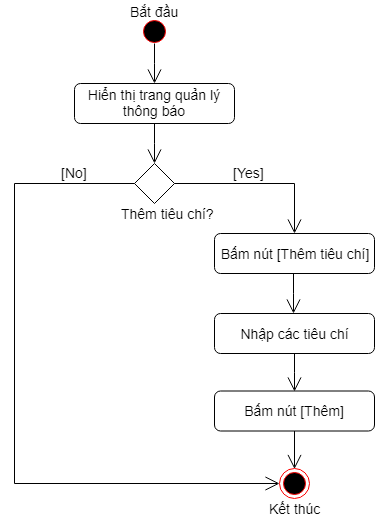 Bắt đầu
Hiển thị trang quản lý
thông báo
[No]
[Yes]
Thêm tiêu chí?
Bấm nút [Thêm tiêu chí]
Nhập các tiêu chí
Bấm nút [Thêm]
Kết thúc